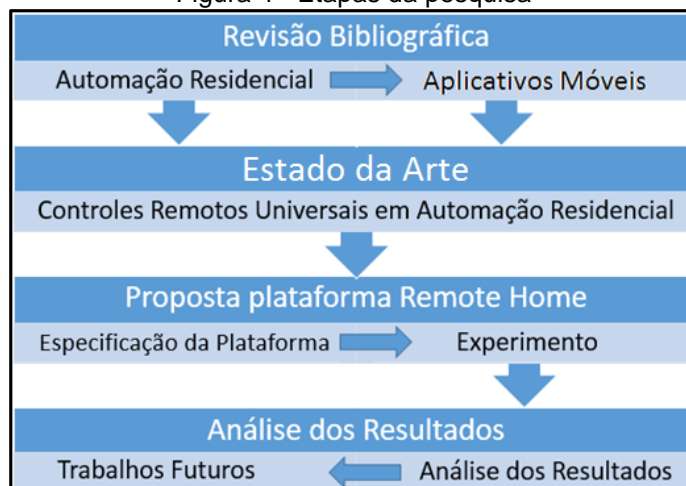 Revisão Bibliográfica
Automação Residencial Aplicativos Móveis
Estado da Arte
Controles Remotos Universais em Automação Residencial
Proposta plataforma Remote Home
Especificação da Plataforma Experimento
Análise dos Resultados
Trabalhos Futuros Análise dos Resultados